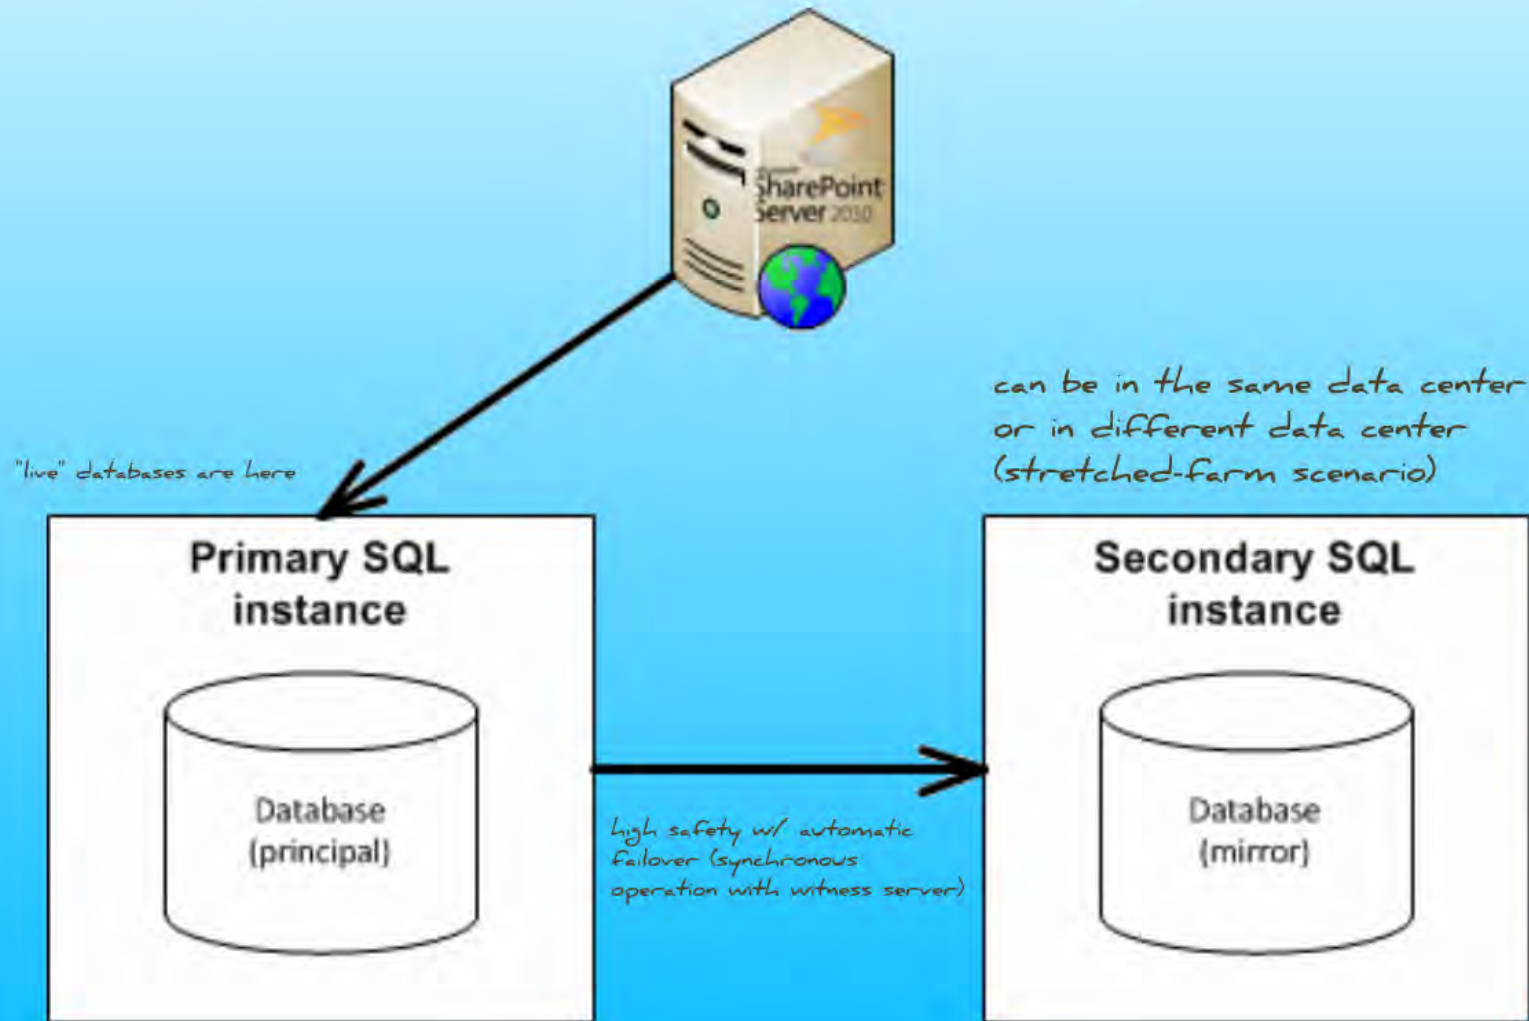 SharePoint
Server 2010
can be in the same data center
or in different data center
(stretched-farm scenario)
"live" databases are here
Primary SQL
instance
Secondary SQL
instance
Database
(principal)
Database
(mirror)
high safety w/ automatic
failover (synchronous
operation with witness server)